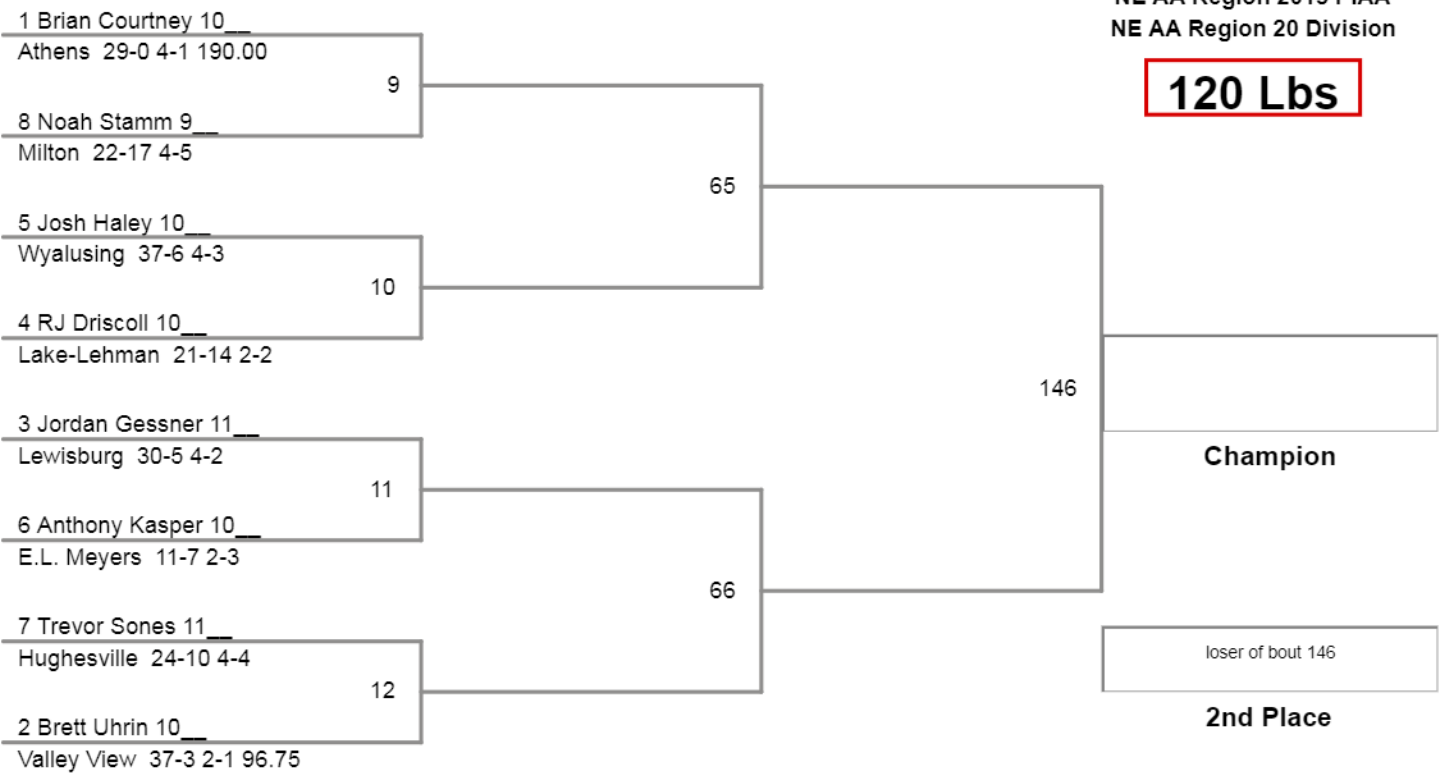 1 Brian Courtney 10__
Athens 29-0 4-1 190.00
9
8 Noah Stamm 9__
Milton 22-17 4-5
65
5 Josh Haley 10__
Wyalusing 37-6 4-3
10
4 RJ Driscoll 10__
Lake-Lehman 21-14 2-2
146
3 Jordan Gessner 11__
Lewisburg 30-5 4-2
11
6 Anthony Kasper 10__
E.L. Meyers 11-7 2-3
66
7 Trevor Sones 11__
Hughesville 24-10 4-4
12
2 Brett Uhrin 10__
Valley View 37-3 2-1 96.75
NE AA Region 20 Division
120 Lbs
Champion
loser of bout 146
2nd Place